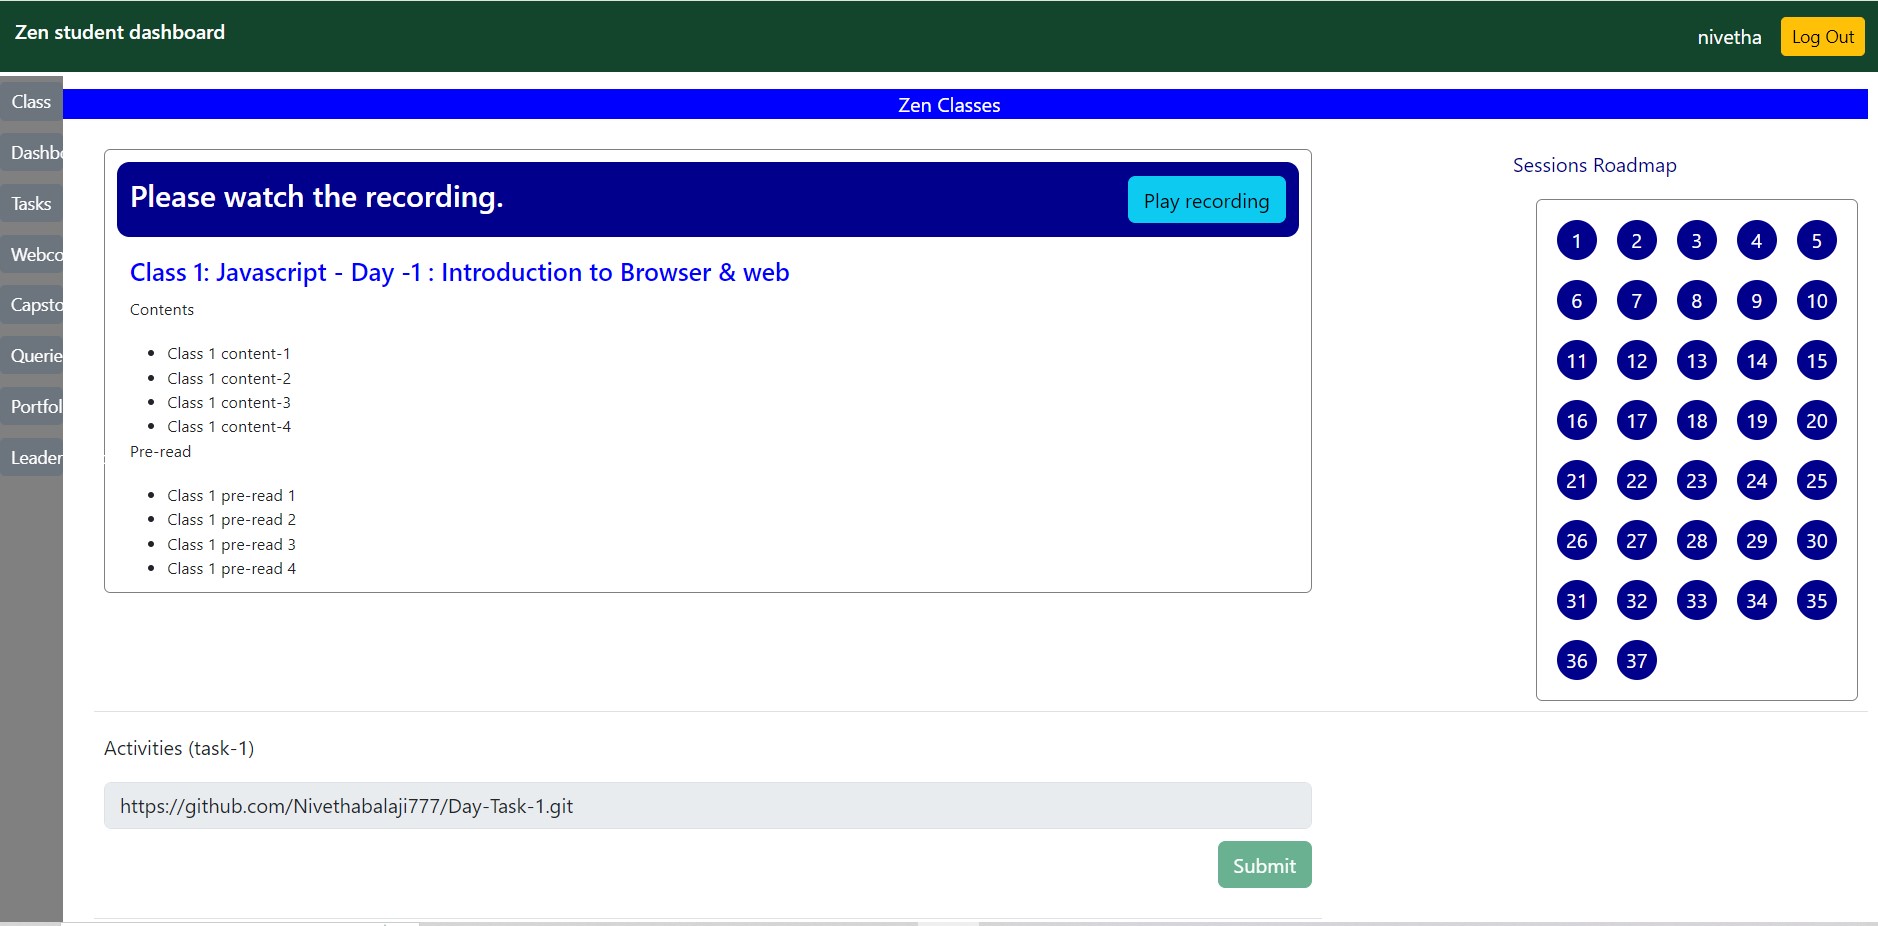 Zen student dashboard
nivetha
Log Out
Class
Dashbo
Tasks
Webco
Capsto
Querie
Portfol
Leader
Zen Classes
Please watch the recording.
Play recording
Class 1: Javascript - Day -1 : Introduction to Browser & web
Contents
Class 1 content-1
Class 1 content-2
Class 1 content-3
Class 1 content-4
Pre-read
Class 1 pre-read 1
Class 1 pre-read 2
Class 1 pre-read 3
Class 1 pre-read 4
Sessions Roadmap
1 2 3 4 5
6 7 8 9 10
11 12 13 14 15
16 17 18 19 20
21 22 23 24 25
26 27 28 29 30
31 32 33 34 35
36 37
Activities (task-1)
https://github.com/Nivethabalaji777/Day-Task-1.git
Submit